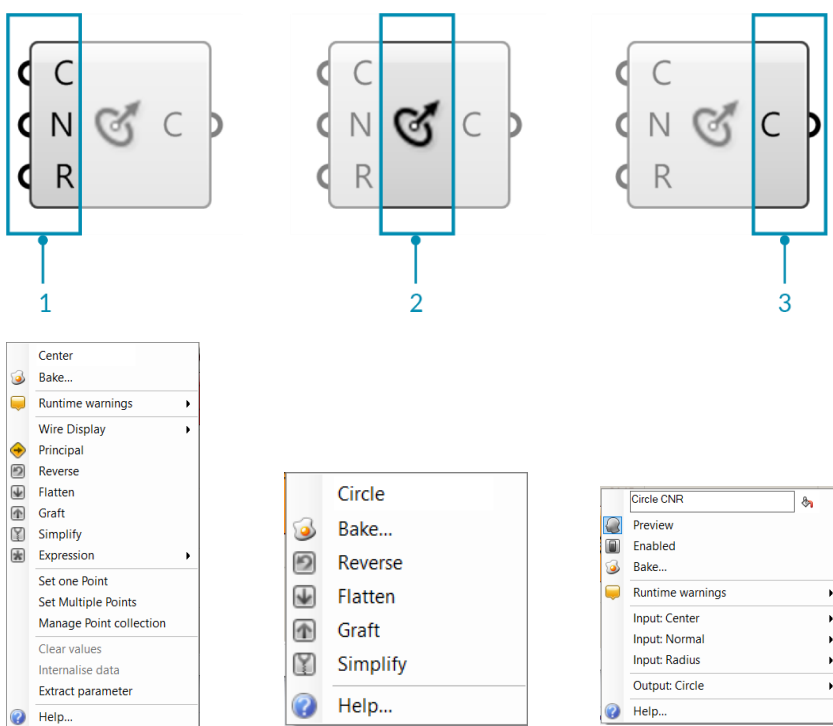 C
N
R
C
C
N
R
C
C
N
R
C
1
2
3
Center
Bake...
Runtime warnings
Wire Display
Principal
Reverse
Flatten
Graft
Simplify
Expression
Set one Point
Set Multiple Points
Manage Point collection
Clear values
Internalise data
Extract parameter
Help...
Circle
Bake...
Reverse
Flatten
Graft
Simplify
Help...
Circle CNR
Preview
Enabled
Bake...
Runtime warnings
Input: Center
Input: Normal
Input: Radius
Output: Circle
Help...